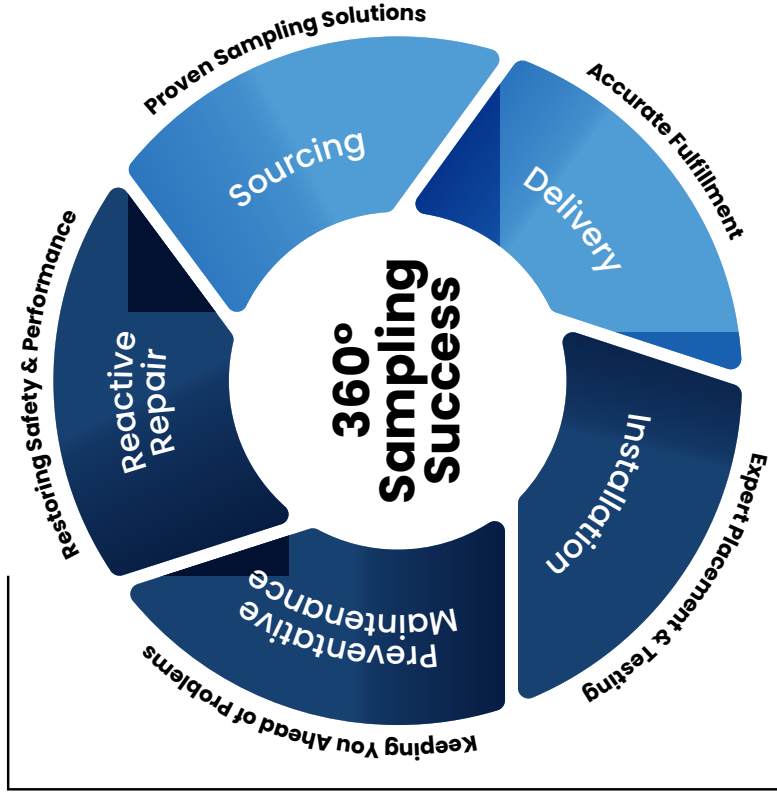 360°
Sampling
Success
Proven Sampling Solutions
Sourcing
Accurate Fulfillment
Delivery
Expert Placement & Testing
Installation
Keeping You Ahead of Problems
Preventative
Maintenance
Restoring Safety & Performance
Reactive
Repair